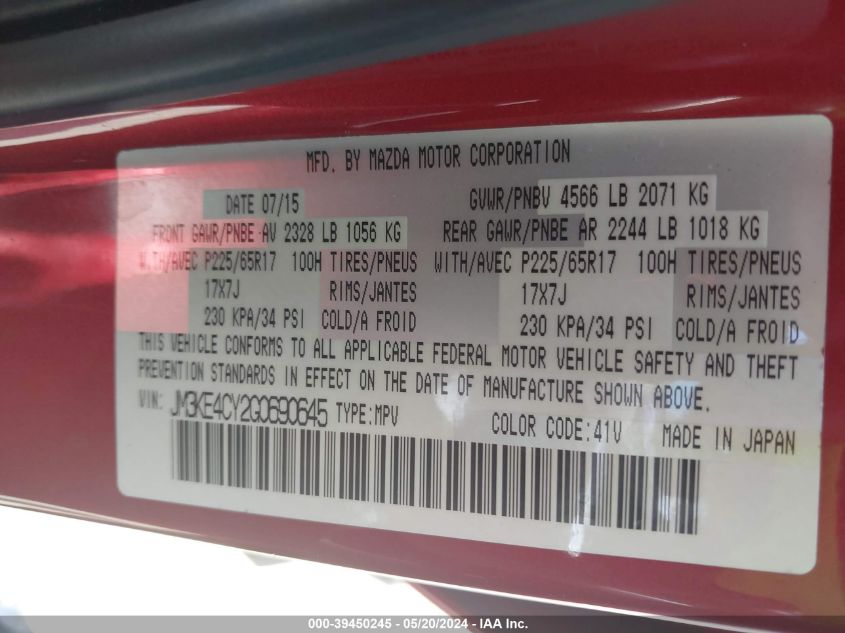 MFD. BY MAZDA MOTOR CORPORATION
DATE 07/15 GVWR/PNBV 4566 LB 2071 KG
FRONT GAWR/PNBE AV 2328 LB 1056 KG REAR GAWR/PNBE AR 2244 LB 1018 KG
WITH/AVEC P225/65R17 100H TIRES/PNEUS WITH/AVEC P225/65R17 100H TIRES/PNEUS
17X7J RIMS/JANTES 17X7J RIMS/JANTES
230 KPA/34 PSI COLD/A FROID 230 KPA/34 PSI COLD/A FROID
THIS VEHICLE CONFORMS TO ALL APPLICABLE FEDERAL MOTOR VEHICLE SAFETY AND THEFT
PREVENTION STANDARDS IN EFFECT ON THE DATE OF MANUFACTURE SHOWN ABOVE.
VIN: JM3KE4CY2G0690645 TYPE:MPV COLOR CODE:41V MADE IN JAPAN
000-39450245 - 05/20/2024 - IAA Inc.